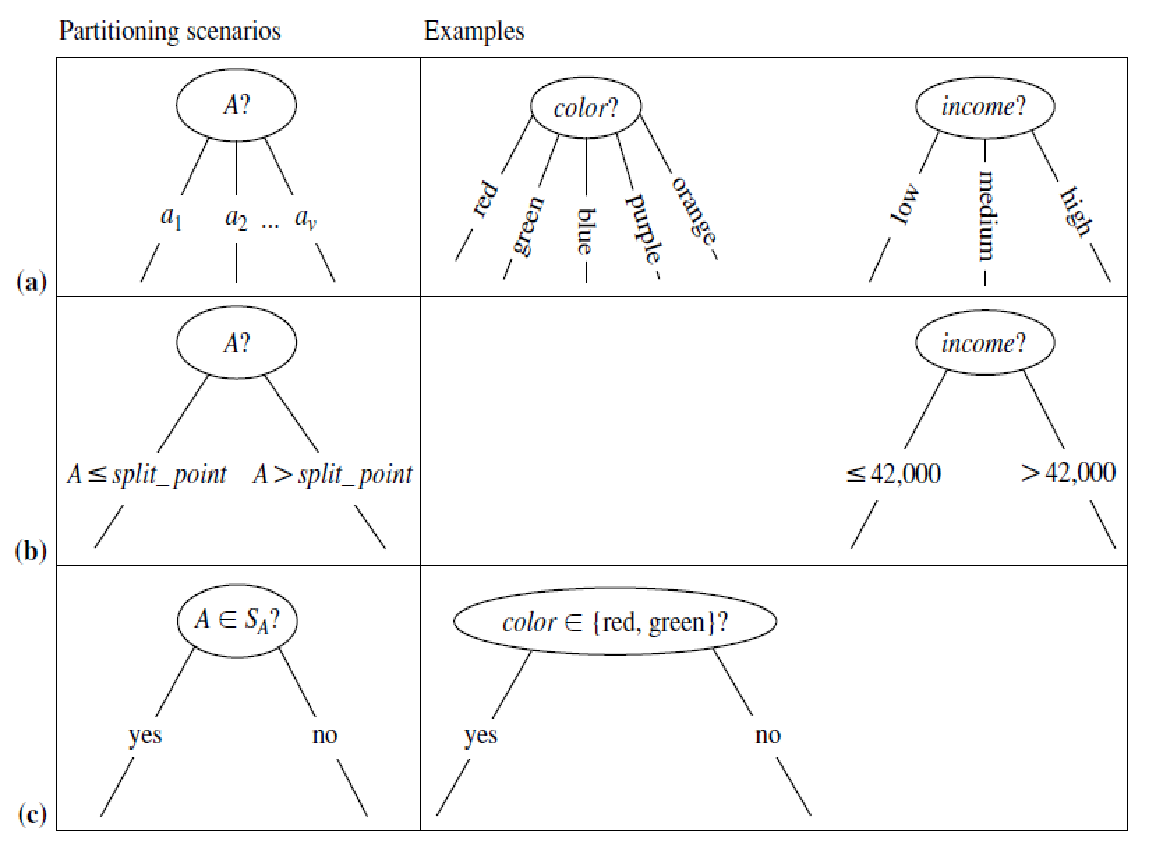 Partitioning scenarios Examples
A? color? income?
a1 a2 ... av
red green blue purple orange
low medium high
(a)
A? income?
A ≤ split_point A > split_point ≤ 42,000 > 42,000
(b)
A ∈ SA? color ∈ {red, green}?
yes no yes no
(c)